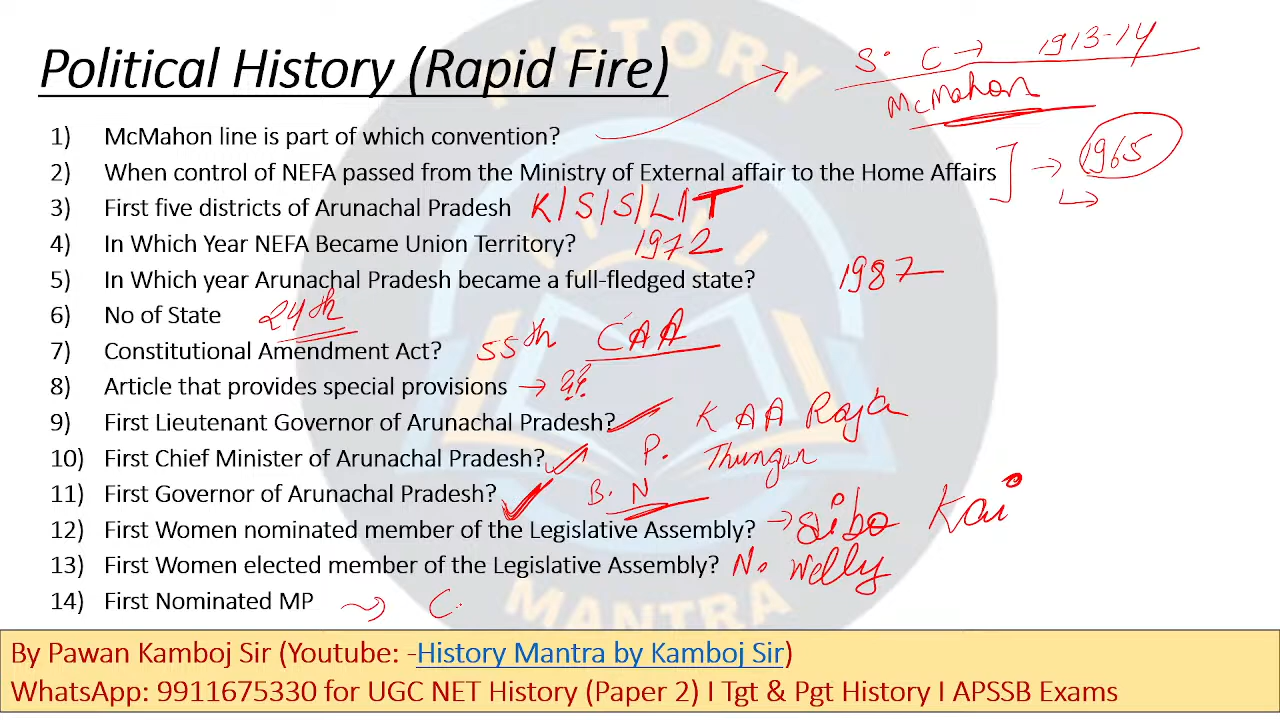 HISTORY
Political History (Rapid Fire)
S. C → 1913-14
McMahon
1) McMahon line is part of which convention?
2) When control of NEFA passed from the Ministry of External affair to the Home Affairs ] → 1965
3) First five districts of Arunachal Pradesh K/S/S/L/T
4) In Which Year NEFA Became Union Territory? 1972
5) In Which year Arunachal Pradesh became a full-fledged state? 1987
6) No of State 24th
7) Constitutional Amendment Act? 55th CAA
8) Article that provides special provisions →
9) First Lieutenant Governor of Arunachal Pradesh? K A A Raja
10) First Chief Minister of Arunachal Pradesh? P. Thungan
11) First Governor of Arunachal Pradesh? B. N
12) First Women nominated member of the Legislative Assembly? → Sibo Kai
13) First Women elected member of the Legislative Assembly? N. Welly
14) First Nominated MP → C.
MANTRA
By Pawan Kamboj Sir (Youtube: -History Mantra by Kamboj Sir)
WhatsApp: 9911675330 for UGC NET History (Paper 2) I Tgt & Pgt History I APSSB Exams